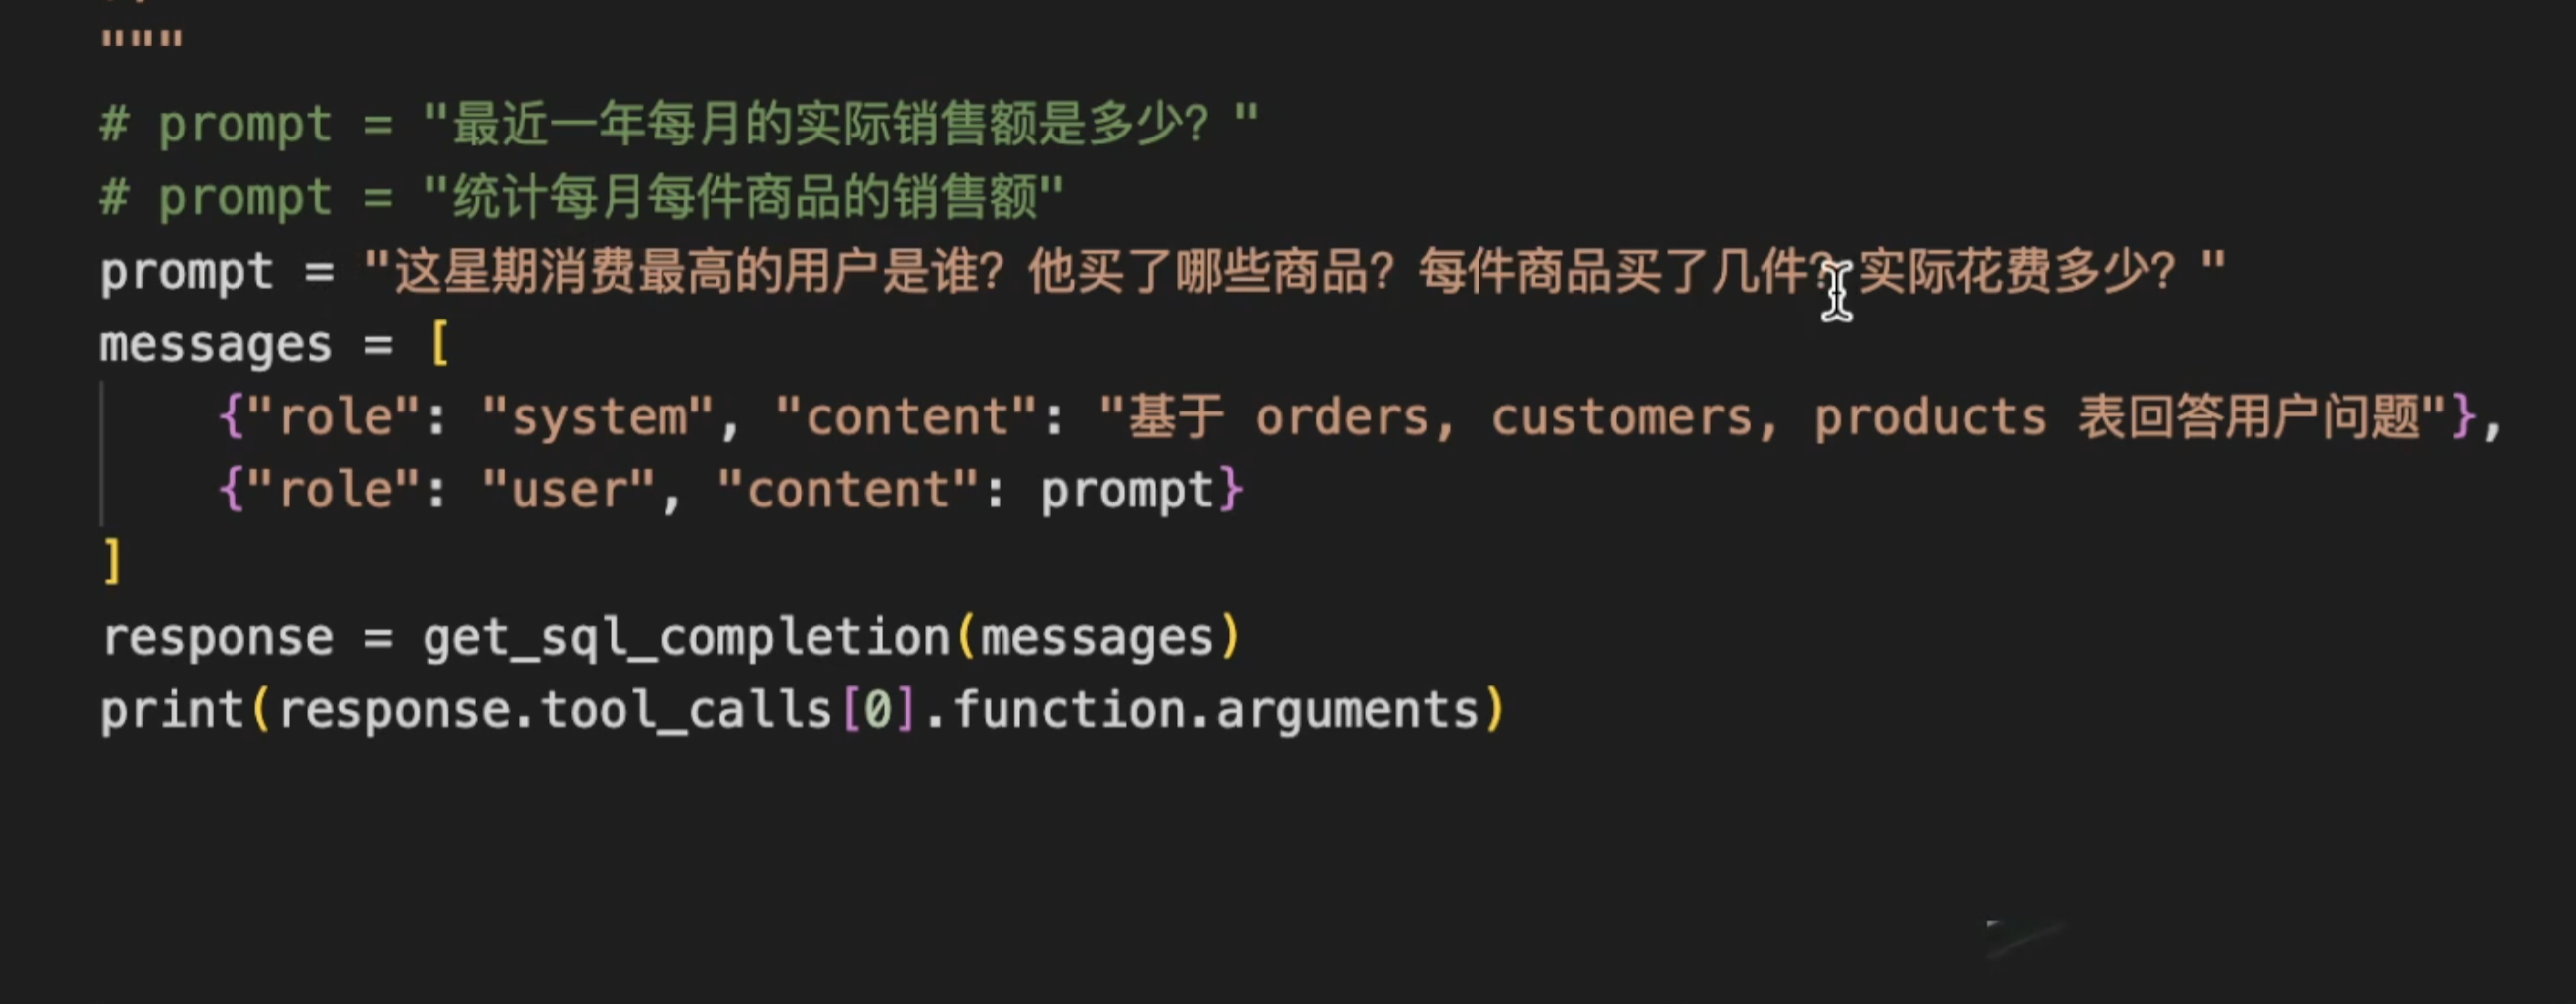 """
# prompt = "最近一年每月的实际销售额是多少？"
# prompt = "统计每月每件商品的销售额"
prompt = "这星期消费最高的用户是谁？他买了哪些商品？每件商品买了几件？实际花费多少？"
messages = [
    {"role": "system", "content": "基于 orders, customers, products 表回答用户问题"},
    {"role": "user", "content": prompt}
]
response = get_sql_completion(messages)
print(response.tool_calls[0].function.arguments)